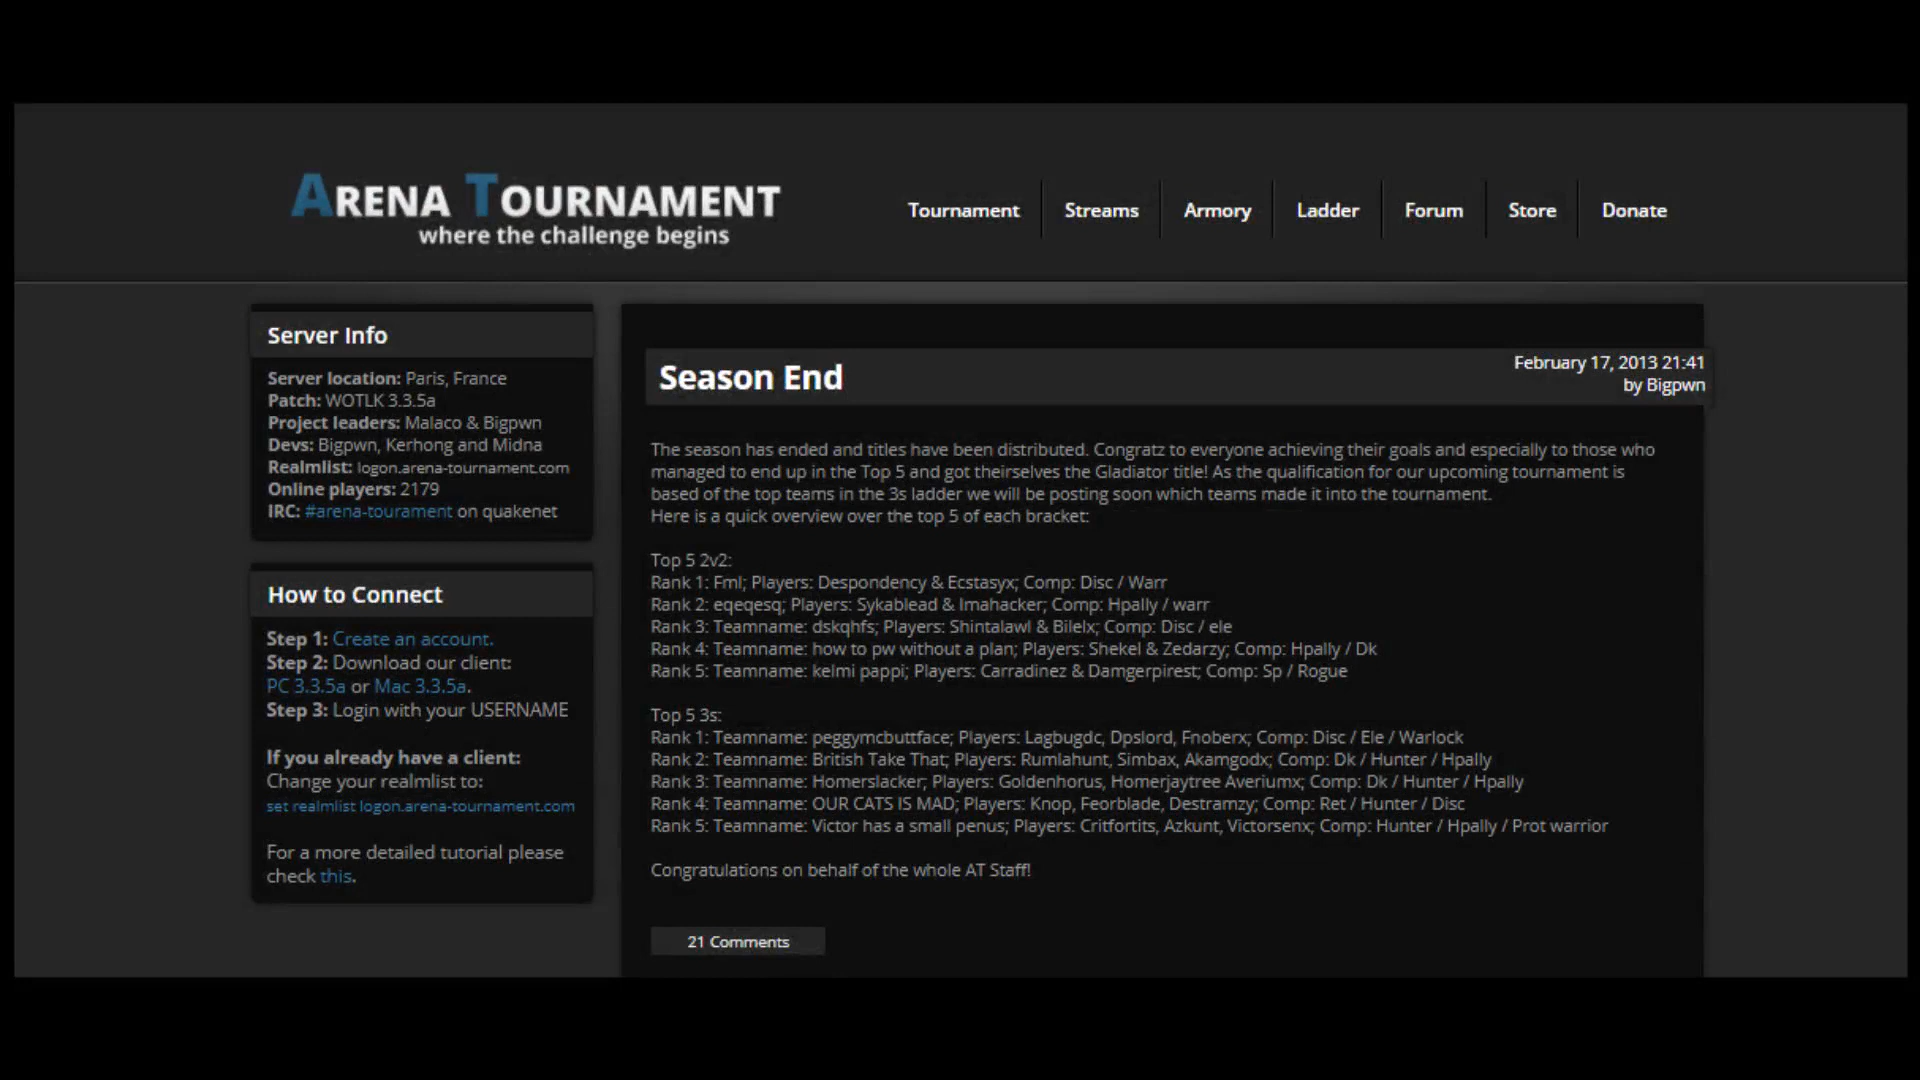 ARENA TOURNAMENT
where the challenge begins
Tournament
Streams
Armory
Ladder
Forum
Store
Donate
Server Info
Server location: Paris, France
Patch: WOTLK 3.3.5a
Project leaders: Malaco & Bigpwn
Devs: Bigpwn, Kerhong and Midna
Realmlist: logon.arena-tournament.com
Online players: 2179
IRC: #arena-tourament on quakenet
How to Connect
Step 1: Create an account.
Step 2: Download our client:
PC 3.3.5a or Mac 3.3.5a.
Step 3: Login with your USERNAME
If you already have a client:
Change your realmlist to:
set realmlist logon.arena-tournament.com
For a more detailed tutorial please
check this.
Season End
February 17, 2013 21:41
by Bigpwn
The season has ended and titles have been distributed. Congratz to everyone achieving their goals and especially to those who
managed to end up in the Top 5 and got theirselves the Gladiator title! As the qualification for our upcoming tournament is
based of the top teams in the 3s ladder we will be posting soon which teams made it into the tournament.
Here is a quick overview over the top 5 of each bracket:
Top 5 2v2:
Rank 1: Fml; Players: Despondency & Ecstasyx; Comp: Disc / Warr
Rank 2: eqeqesq; Players: Sykablead & Imahacker; Comp: Hpally / warr
Rank 3: Teamname: dskqhfs; Players: Shintalawl & Bilelx; Comp: Disc / ele
Rank 4: Teamname: how to pw without a plan; Players: Shekel & Zedarzy; Comp: Hpally / Dk
Rank 5: Teamname: kelmi pappi; Players: Carradinez & Damgerpirest; Comp: Sp / Rogue
Top 5 3s:
Rank 1: Teamname: peggymcbuttface; Players: Lagbugdc, Dpslord, Fnoberx; Comp: Disc / Ele / Warlock
Rank 2: Teamname: British Take That; Players: Rumlahunt, Simbax, Akamgodx; Comp: Dk / Hunter / Hpally
Rank 3: Teamname: Homerslacker; Players: Goldenhorus, Homerjaytree Averiumx; Comp: Dk / Hunter / Hpally
Rank 4: Teamname: OUR CATS IS MAD; Players: Knop, Feorblade, Destramzy; Comp: Ret / Hunter / Disc
Rank 5: Teamname: Victor has a small penus; Players: Critfortits, Azkunt, Victorsenx; Comp: Hunter / Hpally / Prot warrior
Congratulations on behalf of the whole AT Staff!
21 Comments